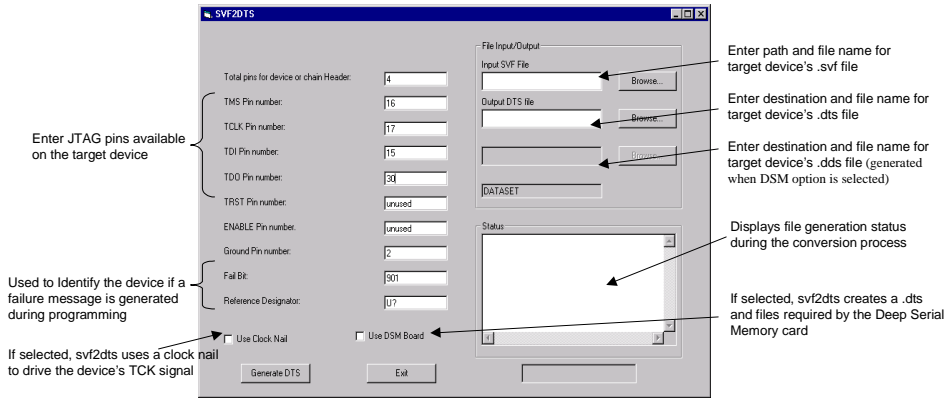 SVF2DTS
Total pins for device or chain Header:
4
TMS Pin number:
16
TCLK Pin number:
17
TDI Pin number:
15
TDO Pin number:
30
TRST Pin number:
unused
ENABLE Pin number:
unused
Ground Pin number:
2
Fail Bit:
901
Reference Designator:
U?
Use Clock Nail
Use DSM Board
Generate DTS
Exit
File Input/Output
Input SVF File
Browse...
Output DTS file
Browse...
Browse...
DATASET
Status
Enter JTAG pins available
on the target device
Used to Identify the device if a
failure message is generated
during programming
If selected, svf2dts uses a clock nail
to drive the device's TCK signal
Enter path and file name for
target device's .svf file
Enter destination and file name for
target device's .dts file
Enter destination and file name for
target device's .dds file (generated
when DSM option is selected)
Displays file generation status
during the conversion process
If selected, svf2dts creates a .dts
and files required by the Deep Serial
Memory card